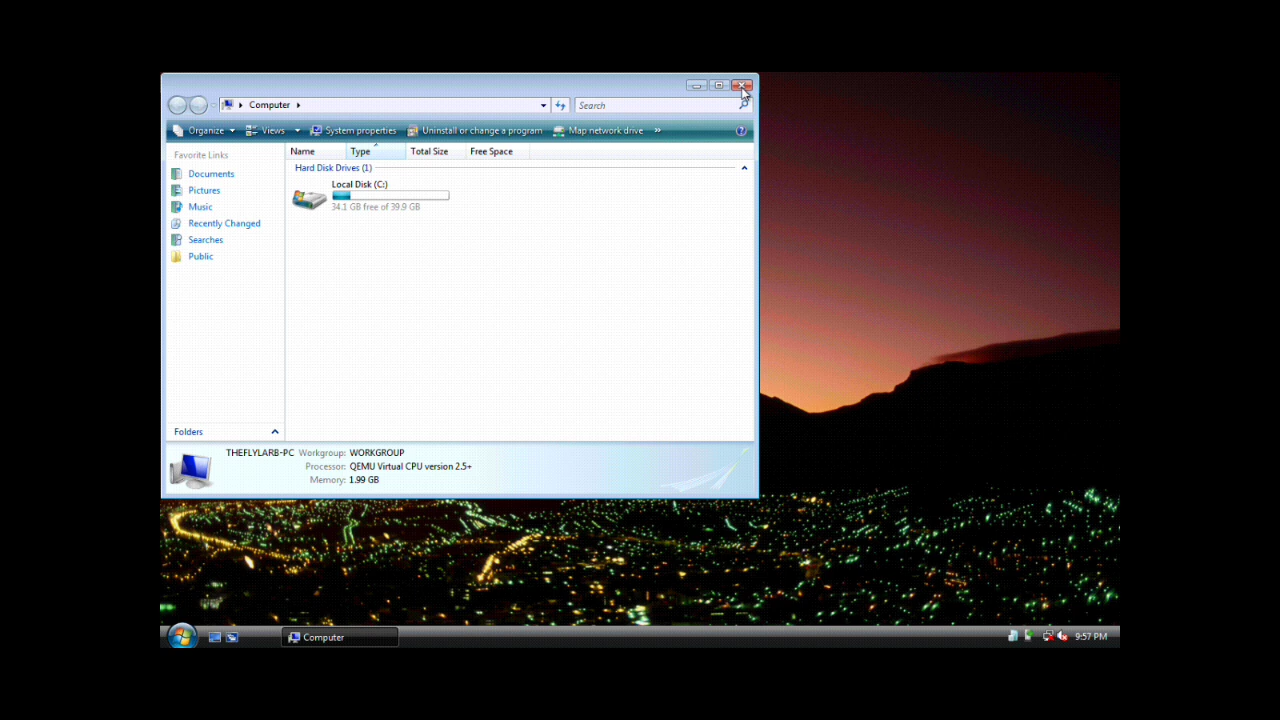 Computer
Search
Organize Views System properties Uninstall or change a program Map network drive »
Favorite Links
Documents
Pictures
Music
Recently Changed
Searches
Public
Folders
Name Type Total Size Free Space
Hard Disk Drives (1)
Local Disk (C:)
34.1 GB free of 39.9 GB
THEFLYLARB-PC Workgroup: WORKGROUP
Processor: QEMU Virtual CPU version 2.5+
Memory: 1.99 GB
Computer
9:57 PM